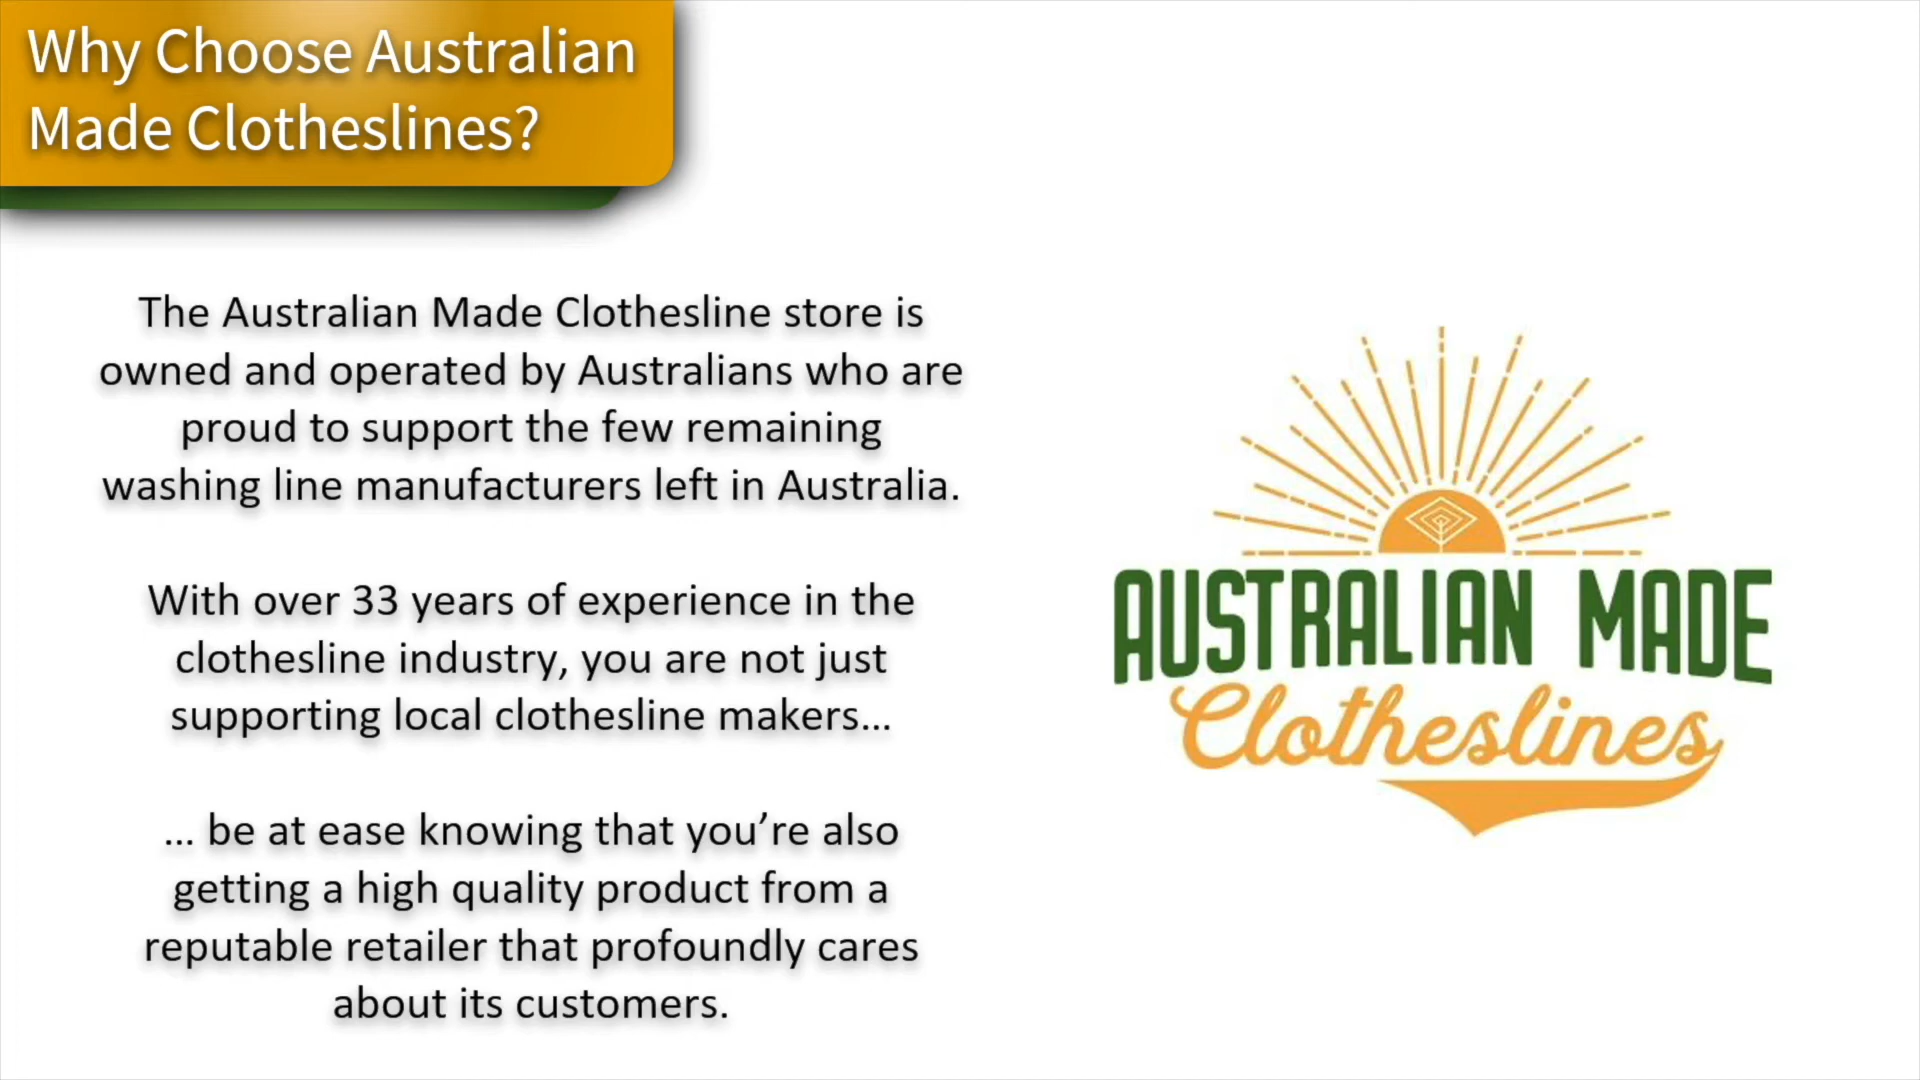 Why Choose Australian
Made Clotheslines?
The Australian Made Clothesline store is
owned and operated by Australians who are
proud to support the few remaining
washing line manufacturers left in Australia.
With over 33 years of experience in the
clothesline industry, you are not just
supporting local clothesline makers...
... be at ease knowing that you’re also
getting a high quality product from a
reputable retailer that profoundly cares
about its customers.
AUSTRALIAN MADE
Clotheslines